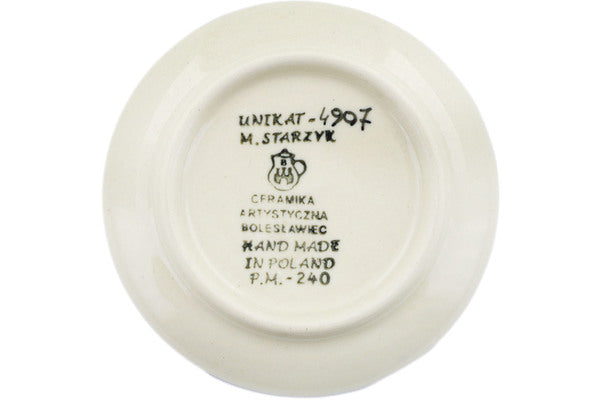 UNIKAT-4907
M. STARZYK
B
CERAMIKA
ARTYSTYCZNA
BOLESŁAWIEC
HAND MADE
IN POLAND
P.M.-240